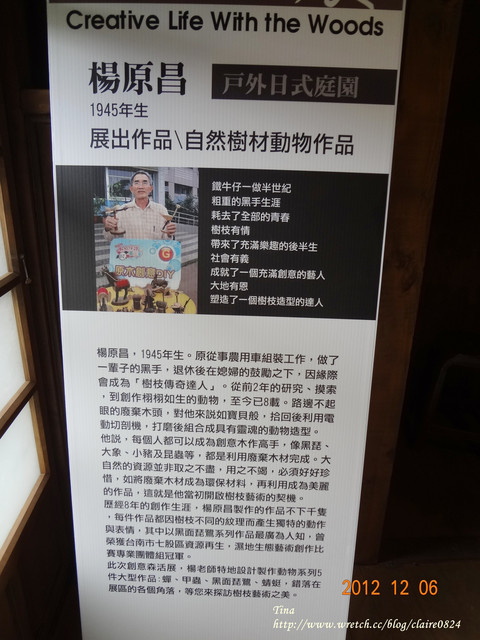 Creative Life With the Woods
楊原昌
戶外日式庭園
1945年生
展出作品\自然樹材動物作品
鐵牛仔一做半世紀
粗重的黑手生涯
耗去了全部的青春
樹枝有情
帶來了充滿樂趣的後半生
社會有義
成就了一個充滿創意的藝人
大地有恩
塑造了一個樹枝造型的達人
原木創意DIY
楊原昌，1945年生。原從事農用車組裝工作，做了
一輩子的黑手，退休後在媳婦的鼓勵之下，因緣際
會成為「樹枝傳奇達人」。從前2年的研究、摸索
，到創作栩栩如生的動物，至今已8載。路邊不起
眼的廢棄木頭，對他來說如寶貝般，拾回後利用電
動切剖機，打磨後組合成具有靈魂的動物造型。
他說，每個人都可以成為創意木作高手，像黑琵、
大象、小豬及昆蟲等，都是利用廢棄木材完成。大
自然的資源並非取之不盡，用之不竭，必須好好珍
惜，如將廢棄木材成為環保材料，再利用成為美麗
的作品，這就是他當初開啟樹枝藝術的契機。
歷經8年的創作生涯，楊原昌製作的作品不下千隻
，每件作品都因樹枝不同的紋理而產生獨特的動作
與表情，其中以黑面琵鷺系列作品最廣為人知，曾
榮獲台南市七股區資源再生．濕地生態藝術創作比
賽專業團體組冠軍。
此次創意森活展，楊老師特地設計製作動物系列5
件大型作品：蟬、甲蟲、黑面琵鷺、蜻蜓，錯落在
展區的各個角落，等您來探訪樹枝藝術之美。
2012 12 06
Tina
http://www.wretch.cc/blog/claire0824